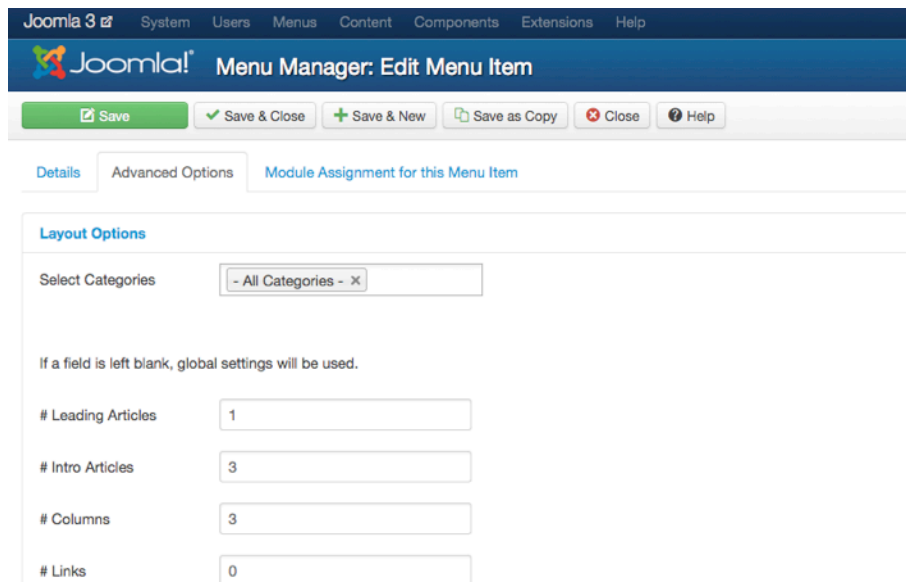 Joomla 3 System Users Menus Content Components Extensions Help
Joomla! Menu Manager: Edit Menu Item
Save Save & Close Save & New Save as Copy Close Help
Details Advanced Options Module Assignment for this Menu Item
Layout Options
Select Categories - All Categories -
If a field is left blank, global settings will be used.
# Leading Articles 1
# Intro Articles 3
# Columns 3
# Links 0